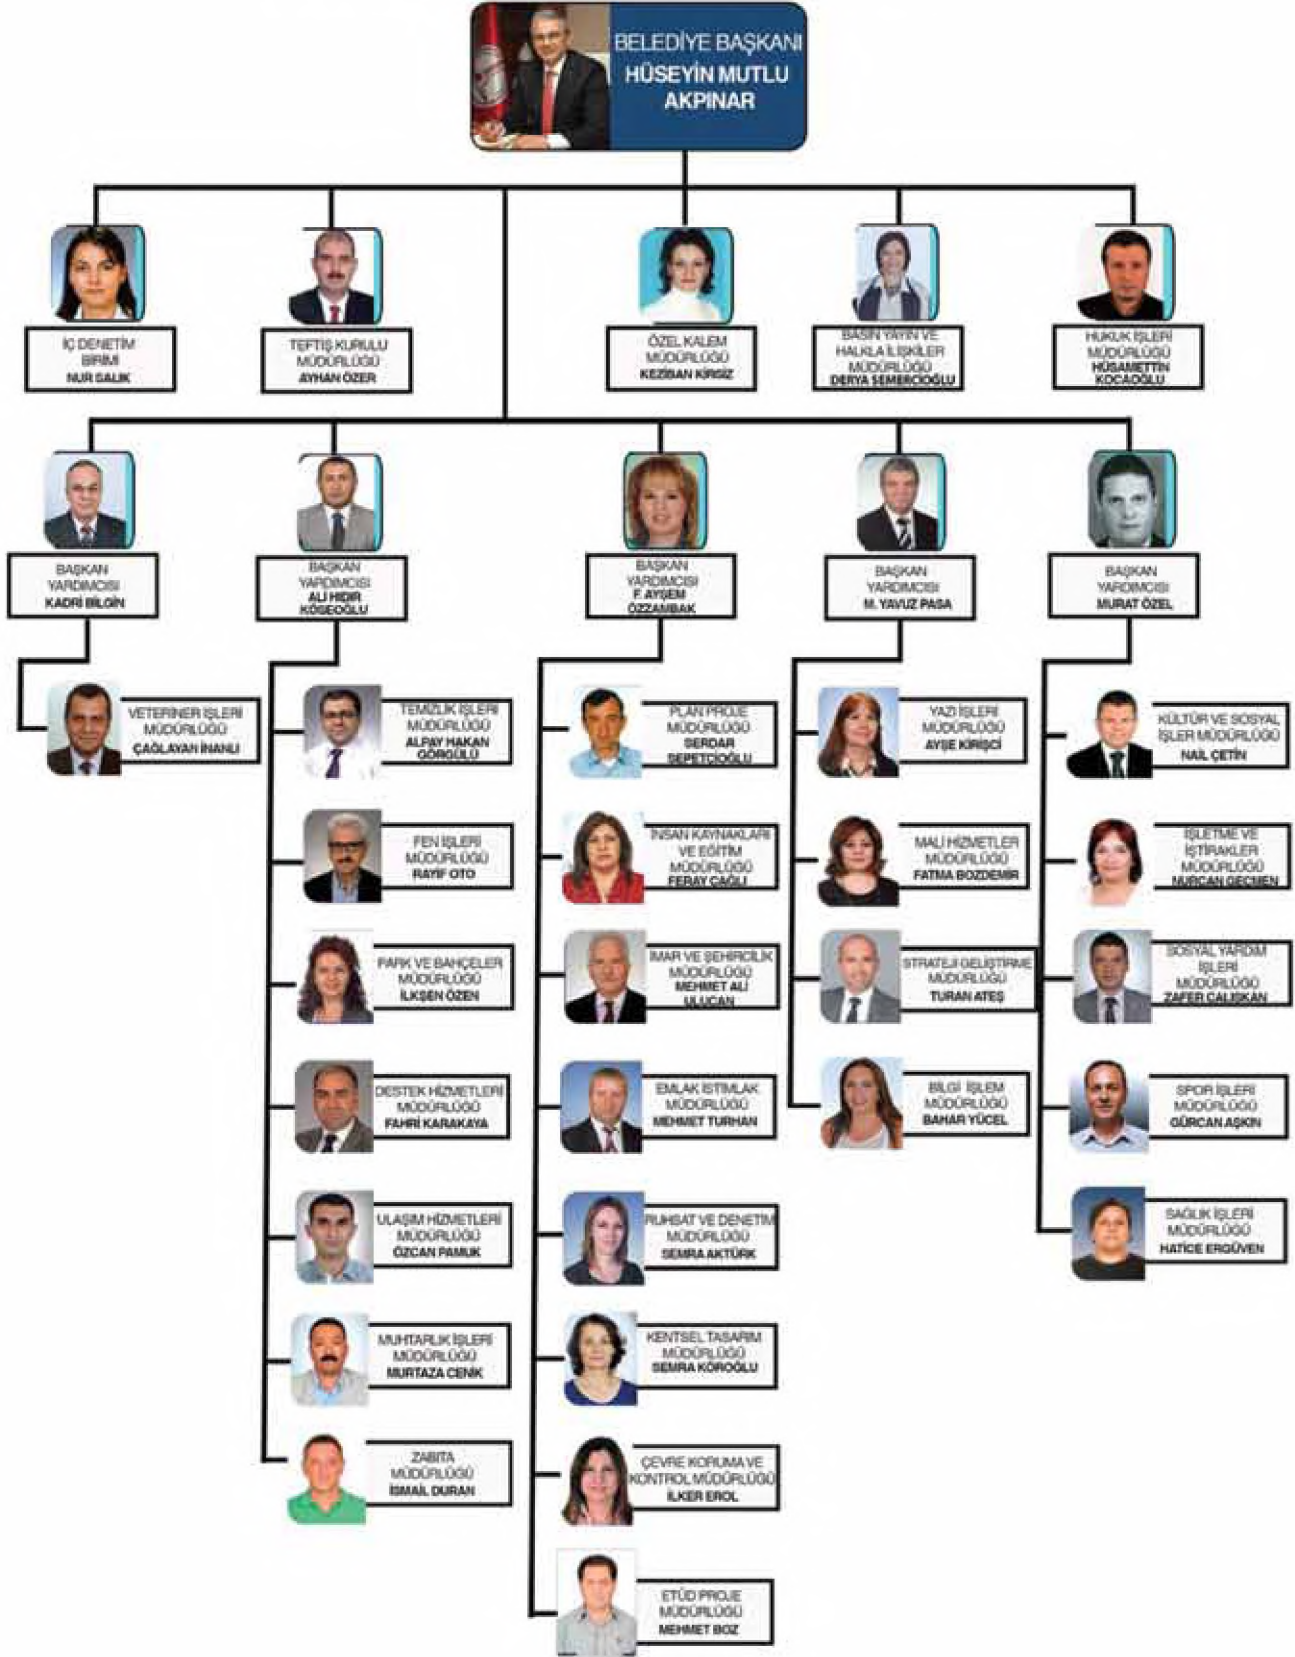 BELEDİYE BAŞKANI
HÜSEYİN MUTLU
AKPINAR
İÇ DENETİM
BİRİMİ
NUR SALIK
TEFTİŞ KURULU
MÜDÜRLÜĞÜ
AYHAN ÖZER
ÖZEL KALEM
MÜDÜRLÜĞÜ
KEZİBAN KİRSİZ
BASIN YAYIN VE
HALKLA İLİŞKİLER
MÜDÜRLÜĞÜ
DERYA SEMERCİOĞLU
HUKUK İŞLERİ
MÜDÜRLÜĞÜ
HÜSAMETTİN
KOCAOĞLU
BAŞKAN
YARDIMCISI
KADRİ BİLGİN
BAŞKAN
YARDIMCISI
ALİ HIDIR
KÖSEOĞLU
BAŞKAN
YARDIMCISI
F. AYŞEM
ÖZZAMBAK
BAŞKAN
YARDIMCISI
M. YAVUZ PASA
BAŞKAN
YARDIMCISI
MURAT ÖZEL
VETERİNER İŞLERİ
MÜDÜRLÜĞÜ
ÇAĞLAYAN İNANLI
TEMİZLİK İŞLERİ
MÜDÜRLÜĞÜ
ALPAY HAKAN
GÖRGÜLÜ
FEN İŞLERİ
MÜDÜRLÜĞÜ
RAYİF OTO
PARK VE BAHÇELER
MÜDÜRLÜĞÜ
İLKŞEN ÖZEN
DESTEK HİZMETLERİ
MÜDÜRLÜĞÜ
FAHRİ KARAKAYA
ULAŞIM HİZMETLERİ
MÜDÜRLÜĞÜ
ÖZCAN PAMUK
MUHTARLIK İŞLERİ
MÜDÜRLÜĞÜ
MURTAZA CENİK
ZABITA
MÜDÜRLÜĞÜ
İSMAİL DURAN
PLAN PROJE
MÜDÜRLÜĞÜ
SERDAR
SEPETÇİOĞLU
İNSAN KAYNAKLARI
VE EĞİTİM
MÜDÜRLÜĞÜ
FERAY ÇAĞLI
İMAR VE ŞEHİRCİLİK
MÜDÜRLÜĞÜ
MEHMET ALİ
ULUCAN
EMLAK İSTİMLAK
MÜDÜRLÜĞÜ
MEHMET TURHAN
RUHSAT VE DENETİM
MÜDÜRLÜĞÜ
SEMRA AKTÜRK
KENTSEL TASARIM
MÜDÜRLÜĞÜ
SEMRA KÖROĞLU
ÇEVRE KORUMA VE
KONTROL MÜDÜRLÜĞÜ
İLKER EROL
ETÜD PROJE
MÜDÜRLÜĞÜ
MEHMET BOZ
YAZI İŞLERİ
MÜDÜRLÜĞÜ
AYŞE KİRİŞCİ
MALİ HİZMETLER
MÜDÜRLÜĞÜ
FATMA BOZDEMİR
STRATEJİ GELİŞTİRME
MÜDÜRLÜĞÜ
TURAN ATEŞ
BİLGİ İŞLEM
MÜDÜRLÜĞÜ
BAHAR YÜCEL
KÜLTÜR VE SOSYAL
İŞLER MÜDÜRLÜĞÜ
NAİL ÇETİN
İŞLETME VE
İŞTİRAKLER
MÜDÜRLÜĞÜ
NURCAN GEÇMEN
SOSYAL YARDIM
İŞLERİ
MÜDÜRLÜĞÜ
ZAFER ÇALIŞKAN
SPOR İŞLERİ
MÜDÜRLÜĞÜ
GÜRCAN AŞKIN
SAĞLIK İŞLERİ
MÜDÜRLÜĞÜ
HATİCE ERGÜVEN